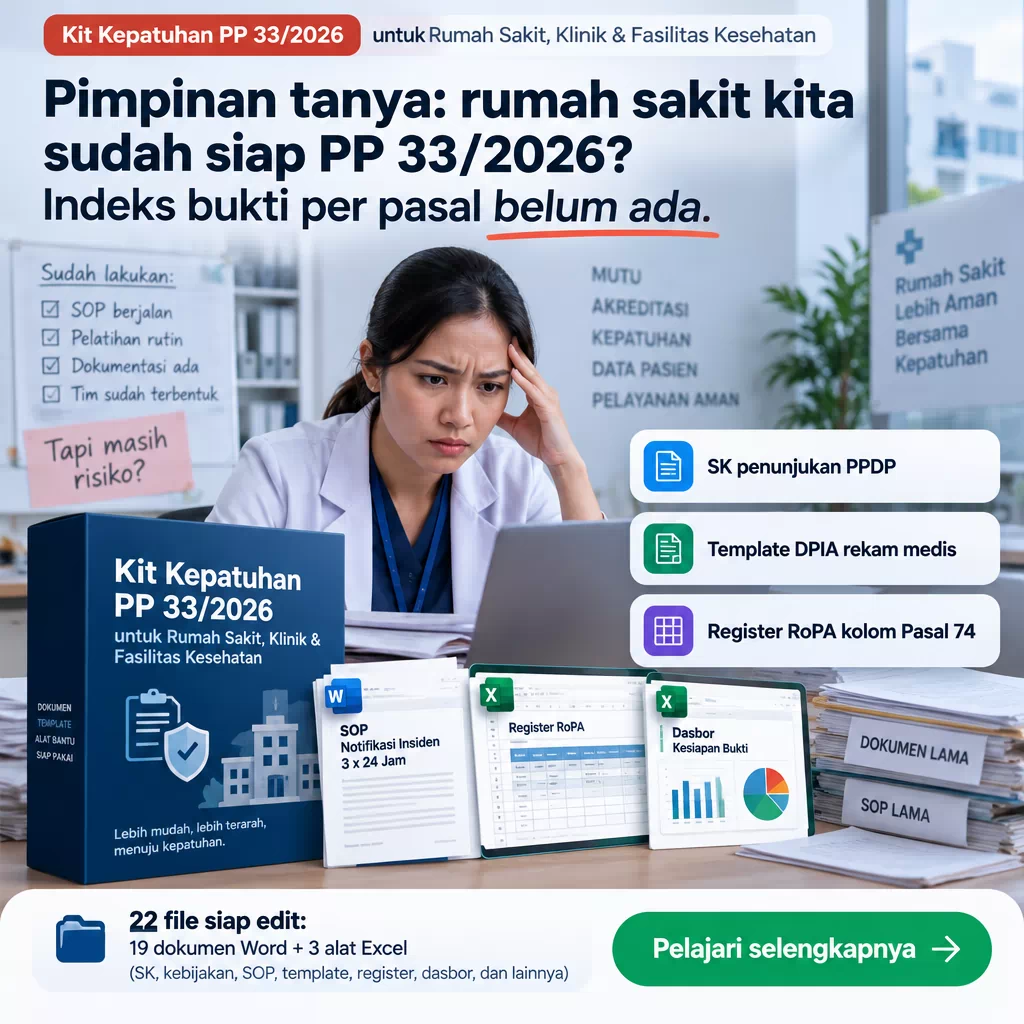 Kit Kepatuhan PP 33/2026
untuk Rumah Sakit, Klinik & Fasilitas Kesehatan
Pimpinan tanya: rumah sakit kita
sudah siap PP 33/2026?
Indeks bukti per pasal belum ada.
Sudah lakukan:
SOP berjalan
Pelatihan rutin
Dokumentasi ada
Tim sudah terbentuk
Tapi masih
risiko?
MUTU
AKREDITASI
KEPATUHAN
DATA PASIEN
PELAYANAN AMAN
Rumah Sakit
Lebih Aman
Bersama
Kepatuhan
SK penunjukan PPDP
Template DPIA rekam medis
Register RoPA kolom Pasal 74
Kit Kepatuhan
PP 33/2026
untuk Rumah Sakit, Klinik &
Fasilitas Kesehatan
DOKUMEN
TEMPLATE
ALAT BANTU
SIAP PAKAI
Lebih mudah, lebih terarah,
menuju kepatuhan.
W
SOP
Notifikasi Insiden
3 x 24 Jam
X
Register RoPA
X
Dasbor
Kesiapan Bukti
DOKUMEN LAMA
SOP LAMA
22 file siap edit:
19 dokumen Word + 3 alat Excel
(SK, kebijakan, SOP, template, register, dasbor, dan lainnya)
Pelajari selengkapnya →